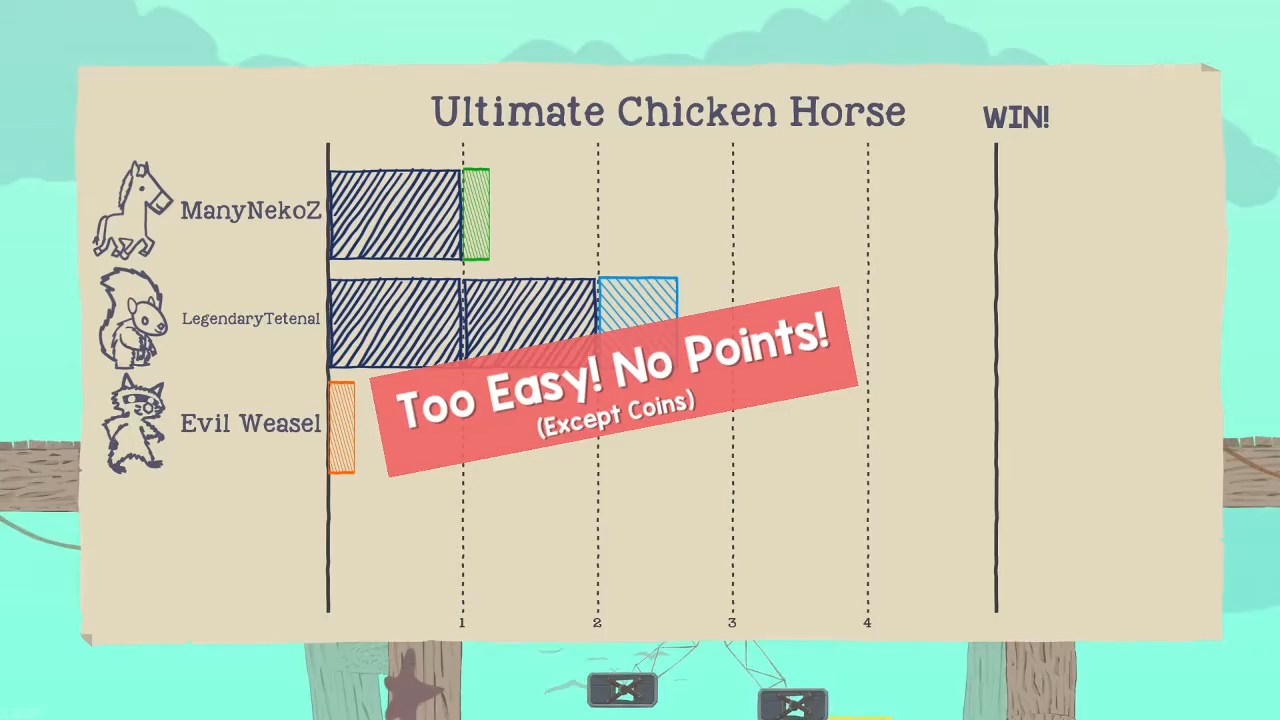 Ultimate Chicken Horse
WIN!
ManyNekoZ
LegendaryTetenal
Evil Weasel
Too Easy! No Points!
(Except Coins)
1
2
3
4